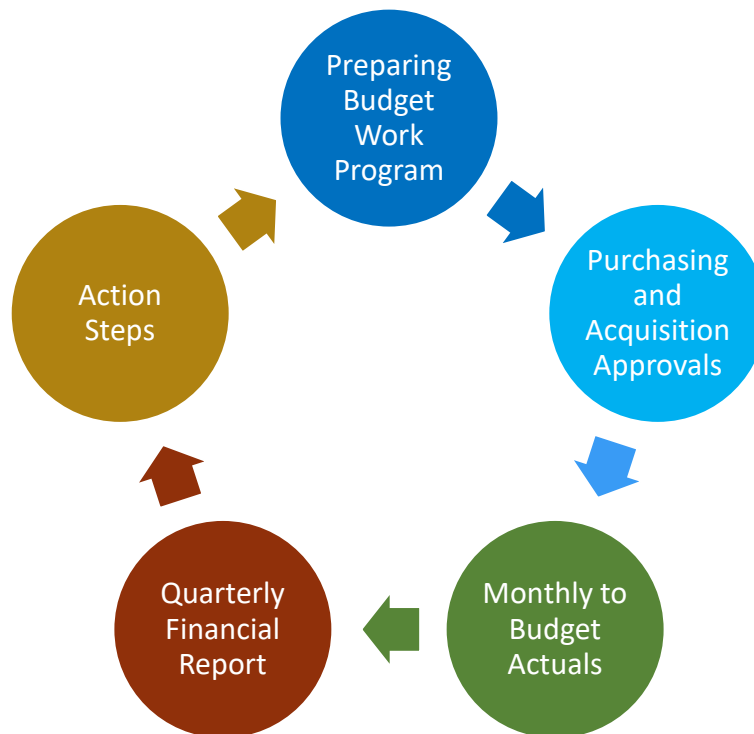 Preparing
Budget
Work
Program
Purchasing
and
Acquisition
Approvals
Monthly to
Budget
Actuals
Quarterly
Financial
Report
Action
Steps